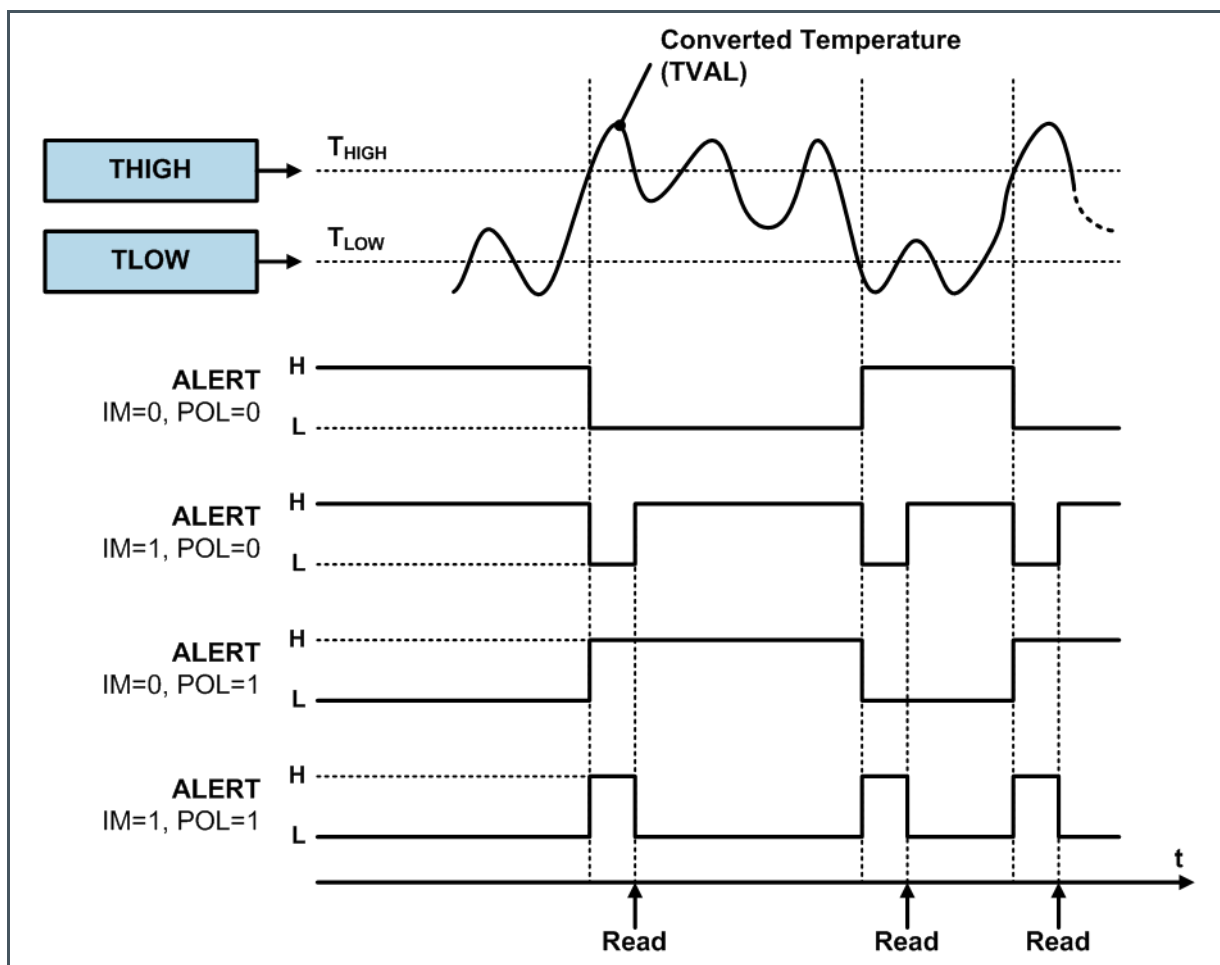 Converted Temperature
(TVAL)
THIGH
THIGH
TLOW
TLOW
ALERT
IM=0, POL=0
H
L
ALERT
IM=1, POL=0
H
L
ALERT
IM=0, POL=1
H
L
ALERT
IM=1, POL=1
H
L
t
Read
Read
Read